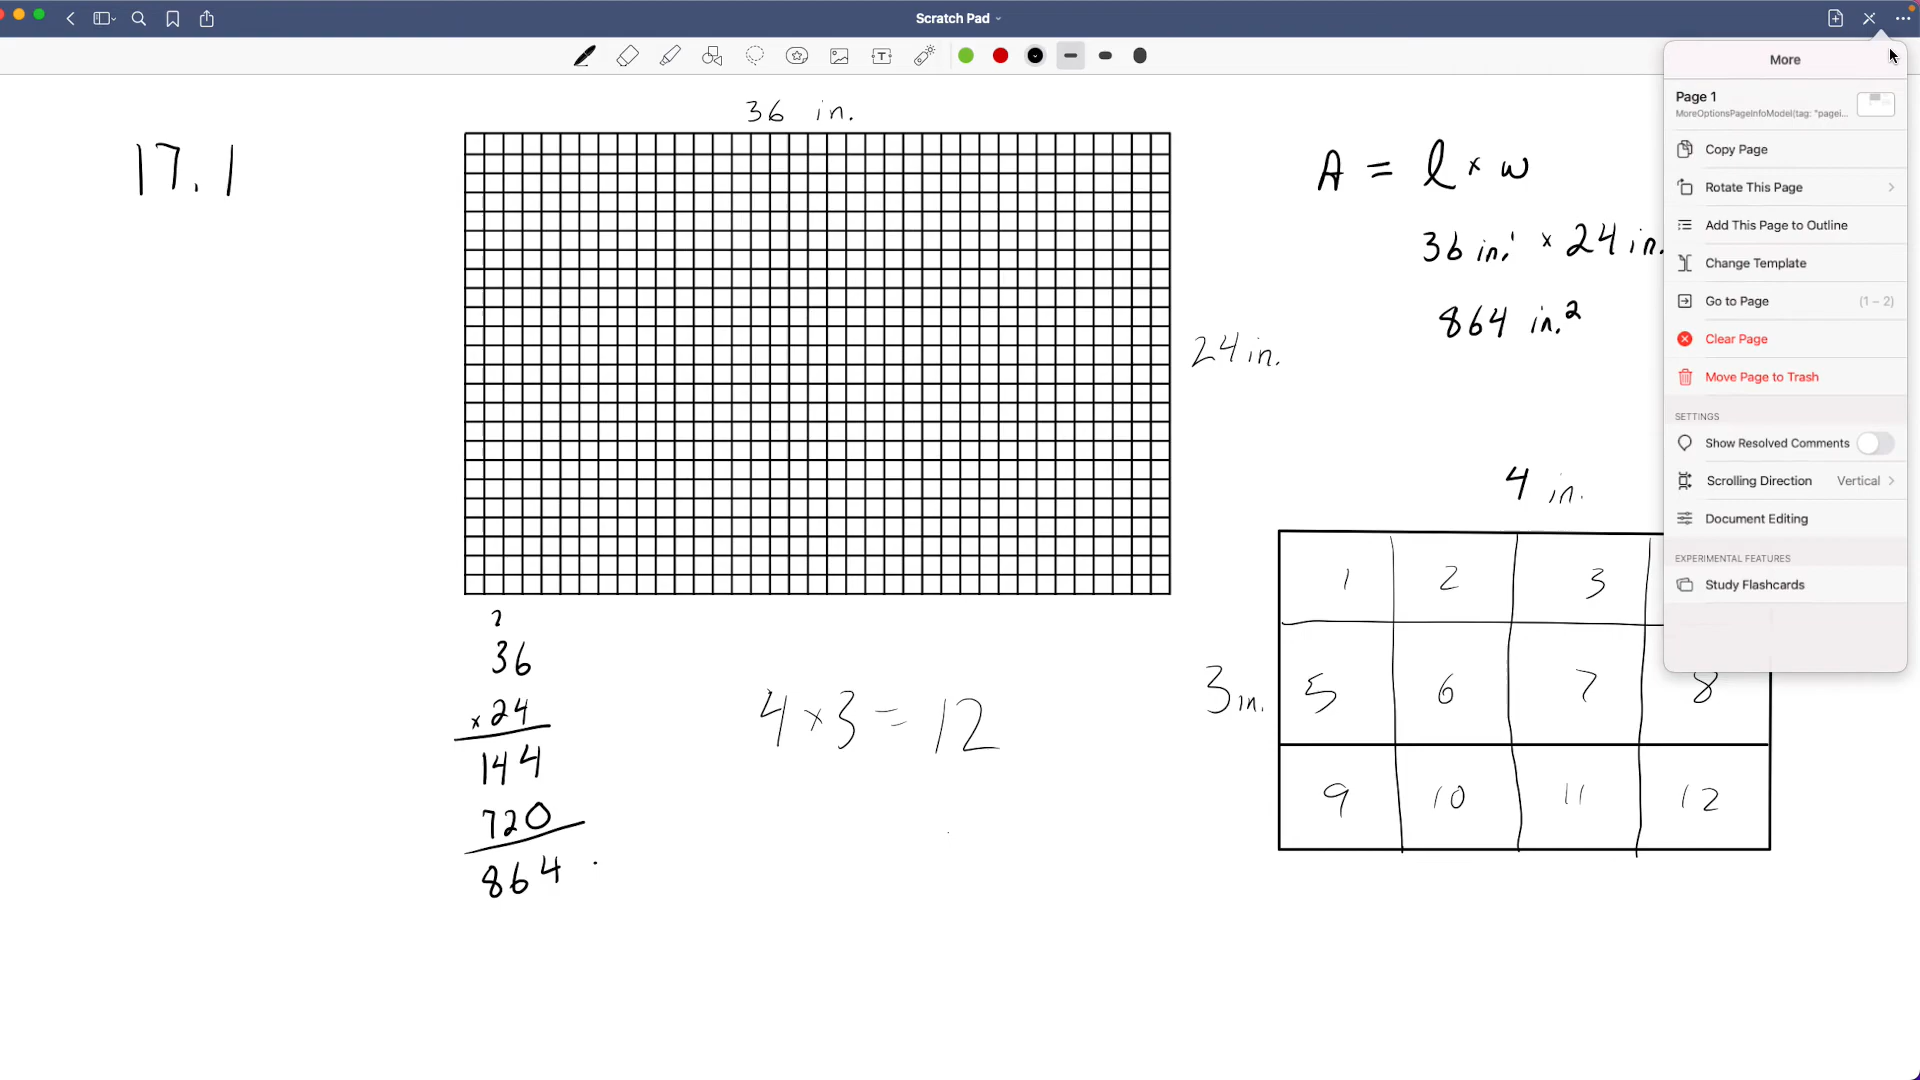 Scratch Pad
More
Page 1
MoreOptionsPageInfoModel(tag: "pagei...
Copy Page
Rotate This Page
Add This Page to Outline
Change Template
Go to Page (1 – 2)
Clear Page
Move Page to Trash
SETTINGS
Show Resolved Comments
Scrolling Direction Vertical
Document Editing
EXPERIMENTAL FEATURES
Study Flashcards
17.1
36 in.
24 in.
A = l × w
36 in. × 24 in.
864 in.²
2
36
× 24
144
720
864
4 × 3 = 12
4 in.
3 in.
1 2 3
5 6 7 8
9 10 11 12